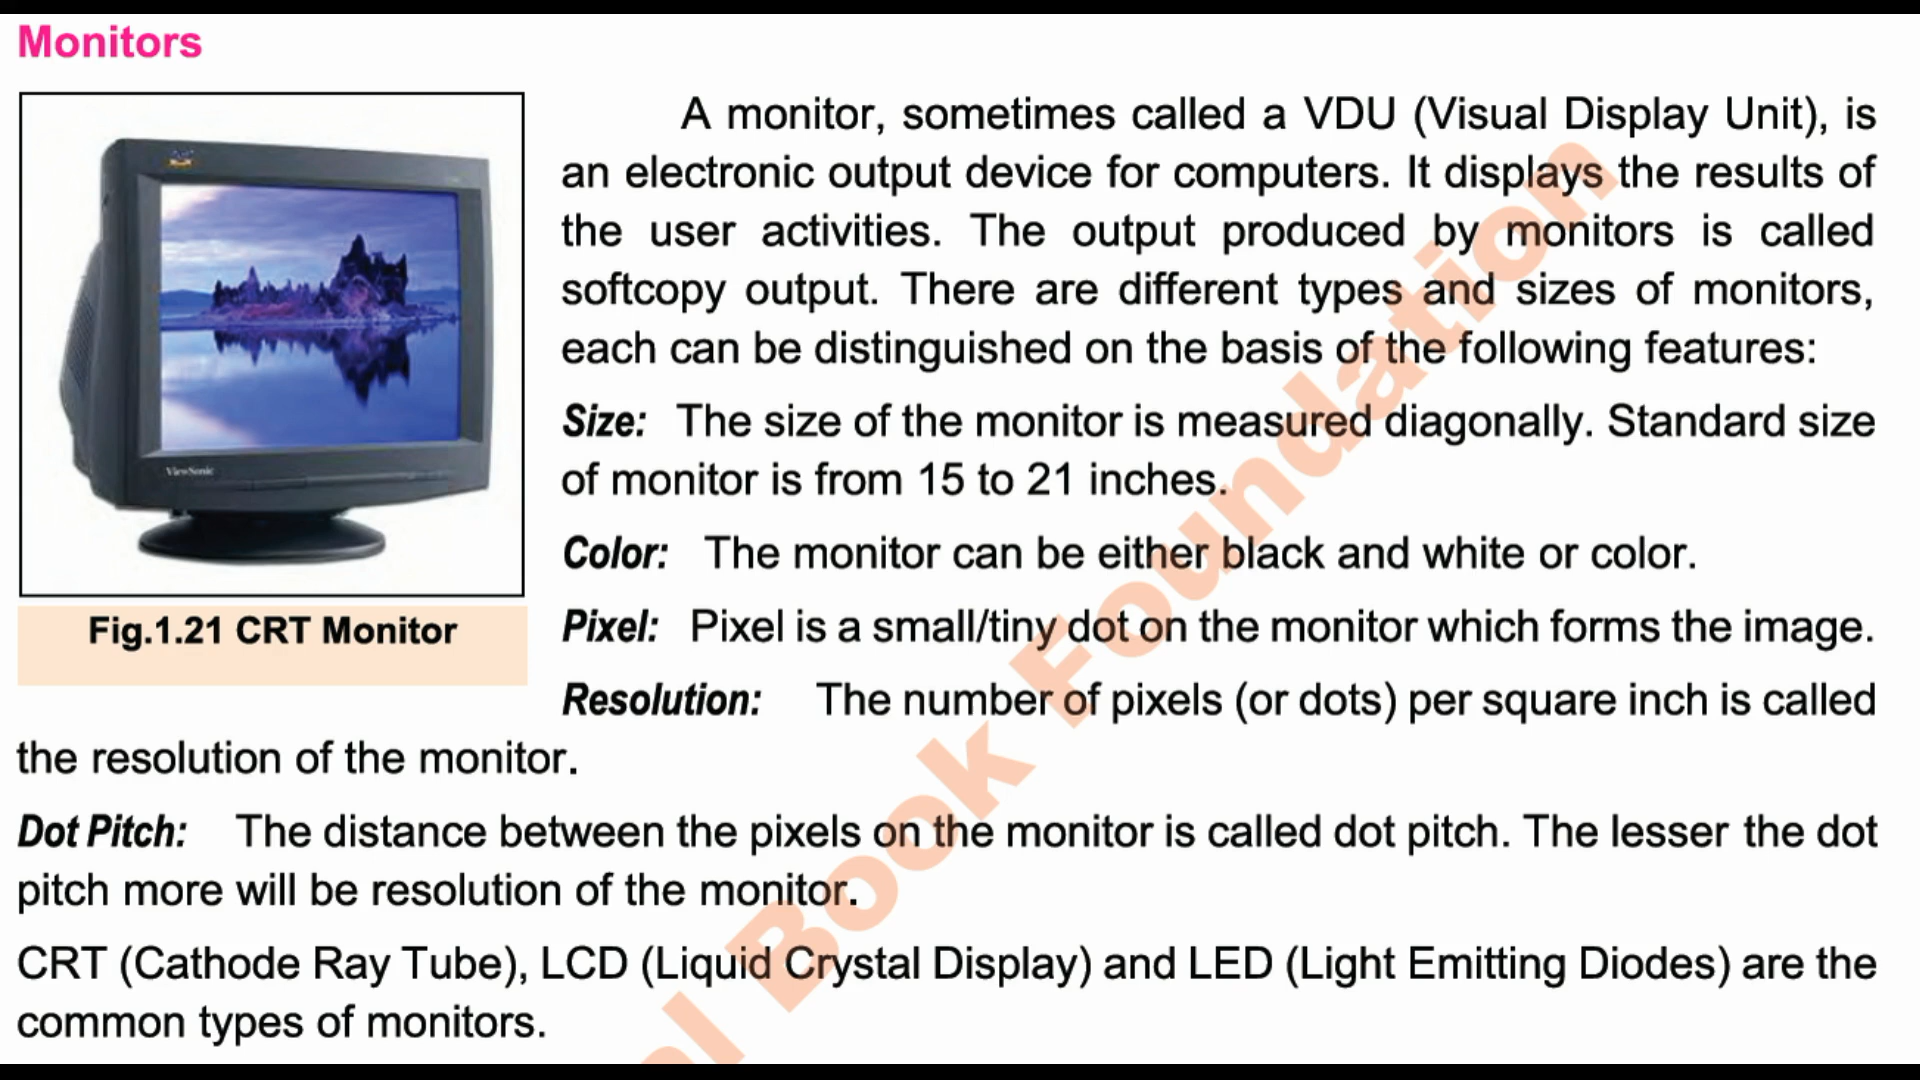 Monitors
A monitor, sometimes called a VDU (Visual Display Unit), is
an electronic output device for computers. It displays the results of
the user activities. The output produced by monitors is called
softcopy output. There are different types and sizes of monitors,
each can be distinguished on the basis of the following features:
Size: The size of the monitor is measured diagonally. Standard size
of monitor is from 15 to 21 inches.
Color: The monitor can be either black and white or color.
Pixel: Pixel is a small/tiny dot on the monitor which forms the image.
Resolution: The number of pixels (or dots) per square inch is called
the resolution of the monitor.
Dot Pitch: The distance between the pixels on the monitor is called dot pitch. The lesser the dot
pitch more will be resolution of the monitor.
CRT (Cathode Ray Tube), LCD (Liquid Crystal Display) and LED (Light Emitting Diodes) are the
common types of monitors.
ViewSonic
Fig.1.21 CRT Monitor
Book Foundation